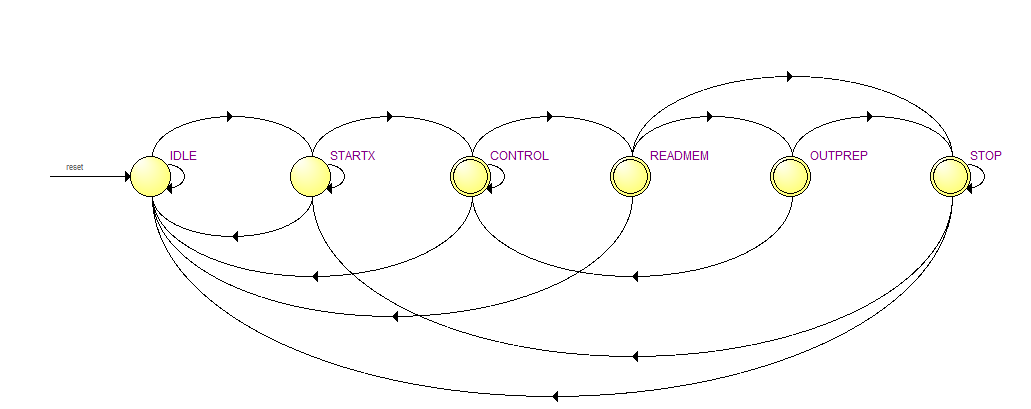 IDLE
STARTX
CONTROL
READMEM
OUTPREP
STOP
reset